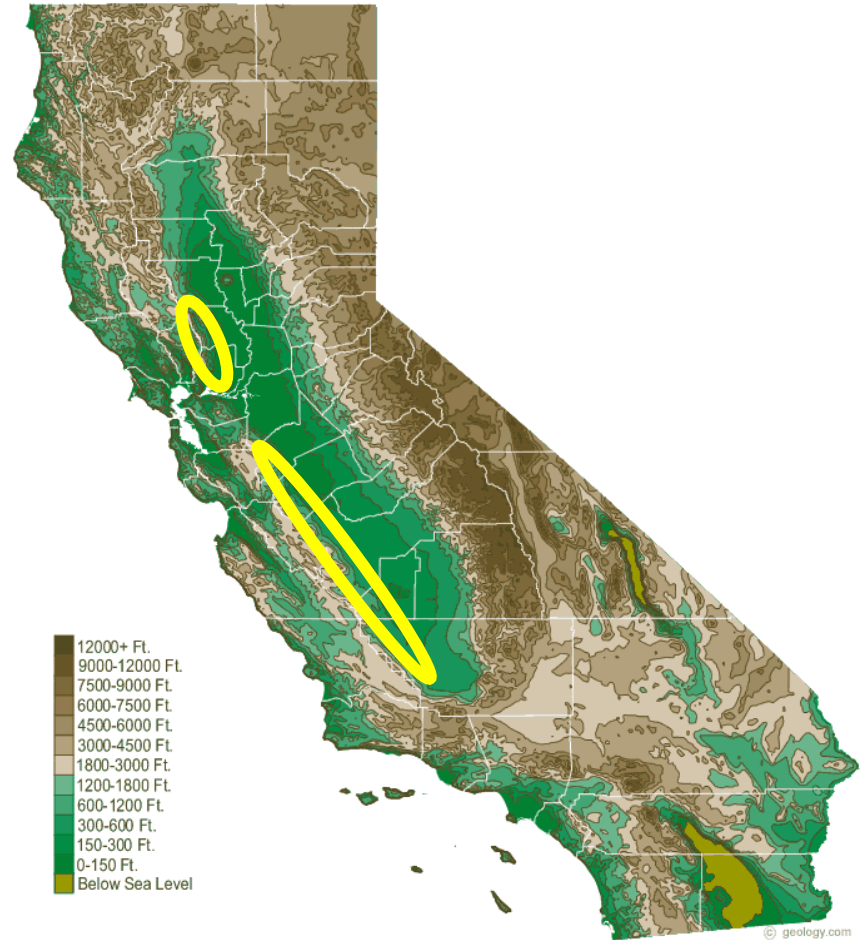 12000+ Ft.
9000-12000 Ft.
7500-9000 Ft.
6000-7500 Ft.
4500-6000 Ft.
3000-4500 Ft.
1800-3000 Ft.
1200-1800 Ft.
600-1200 Ft.
300-600 Ft.
150-300 Ft.
0-150 Ft.
Below Sea Level
© geology.com